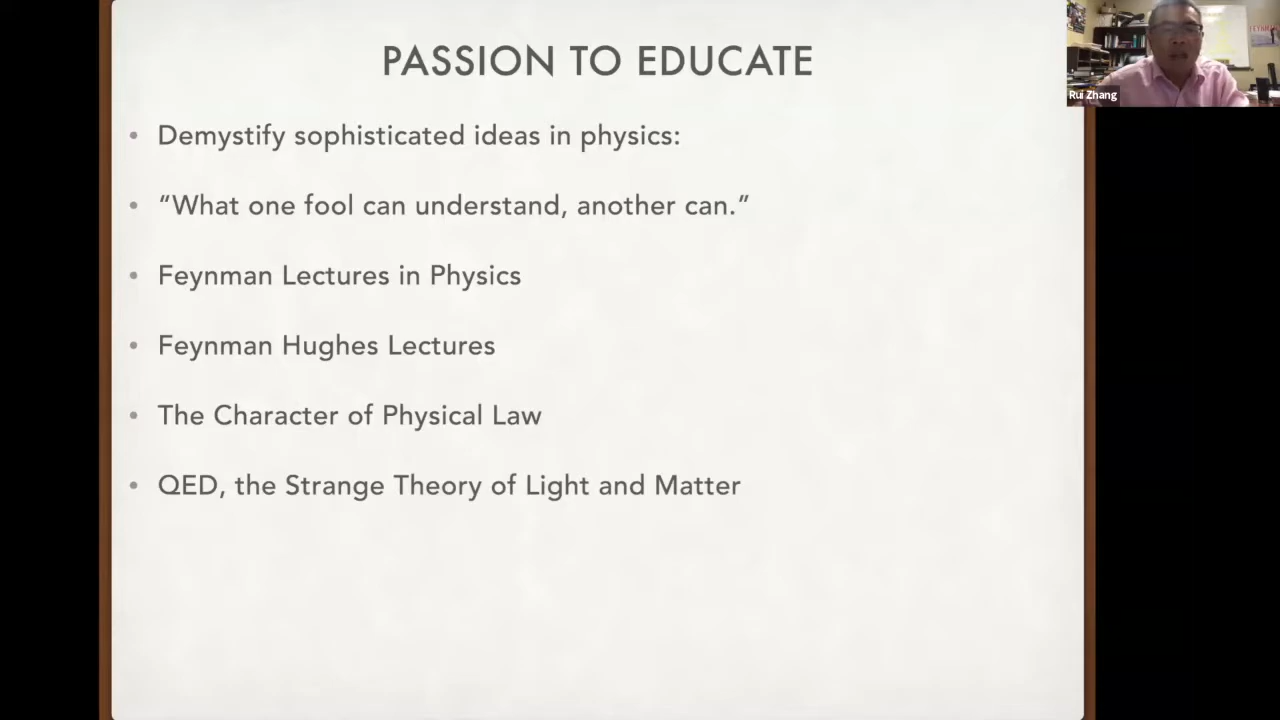 PASSION TO EDUCATE
• Demystify sophisticated ideas in physics:
• “What one fool can understand, another can.”
• Feynman Lectures in Physics
• Feynman Hughes Lectures
• The Character of Physical Law
• QED, the Strange Theory of Light and Matter
Rui Zhang